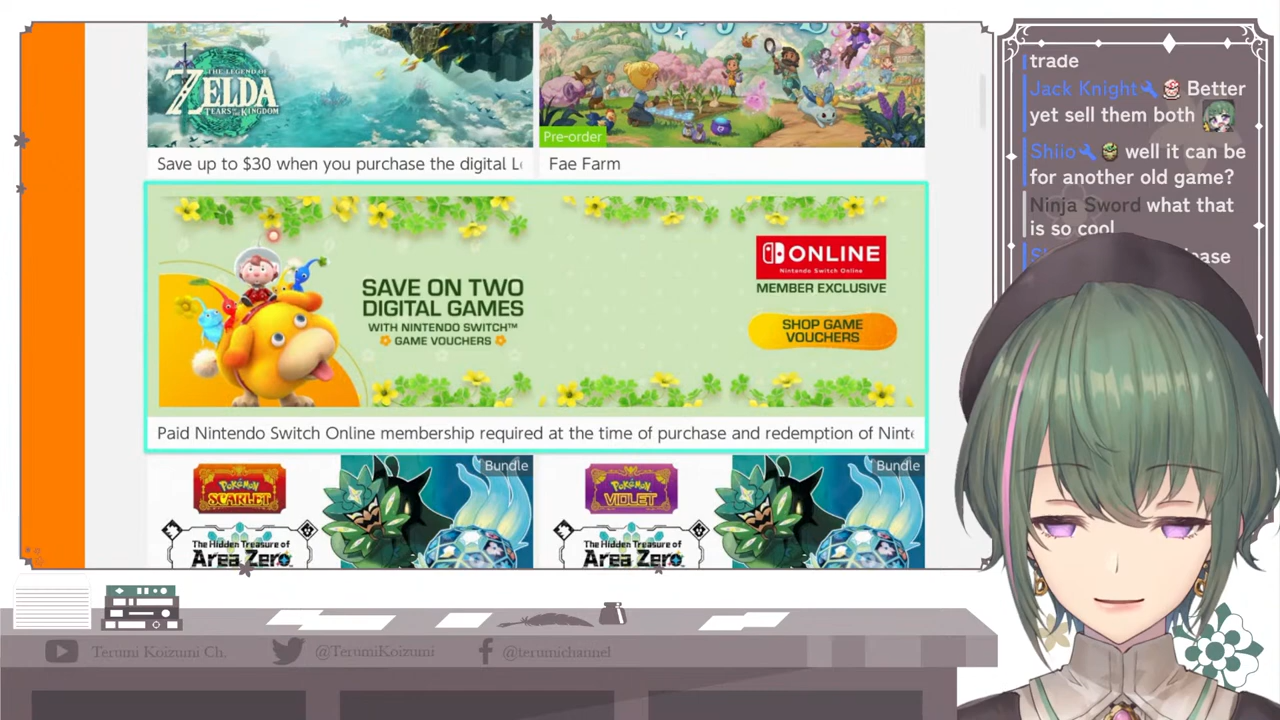 THE LEGEND OF
ZELDA
TEARS OF THE KINGDOM
Pre-order
Save up to $30 when you purchase the digital L
Fae Farm
SAVE ON TWO
DIGITAL GAMES
WITH NINTENDO SWITCH™
GAME VOUCHERS
ONLINE
Nintendo Switch Online
MEMBER EXCLUSIVE
SHOP GAME
VOUCHERS
Paid Nintendo Switch Online membership required at the time of purchase and redemption of Ninte
Bundle
POKÉMON
SCARLET
The Hidden Treasure of
Area Zero
Bundle
POKÉMON
VIOLET
The Hidden Treasure of
Area Zero
trade
Jack Knight Better
yet sell them both
Shiio well it can be
for another old game?
Ninja Sword what that
is so cool
Terumi Koizumi Ch.
@TerumiKoizumi
@terumichannel